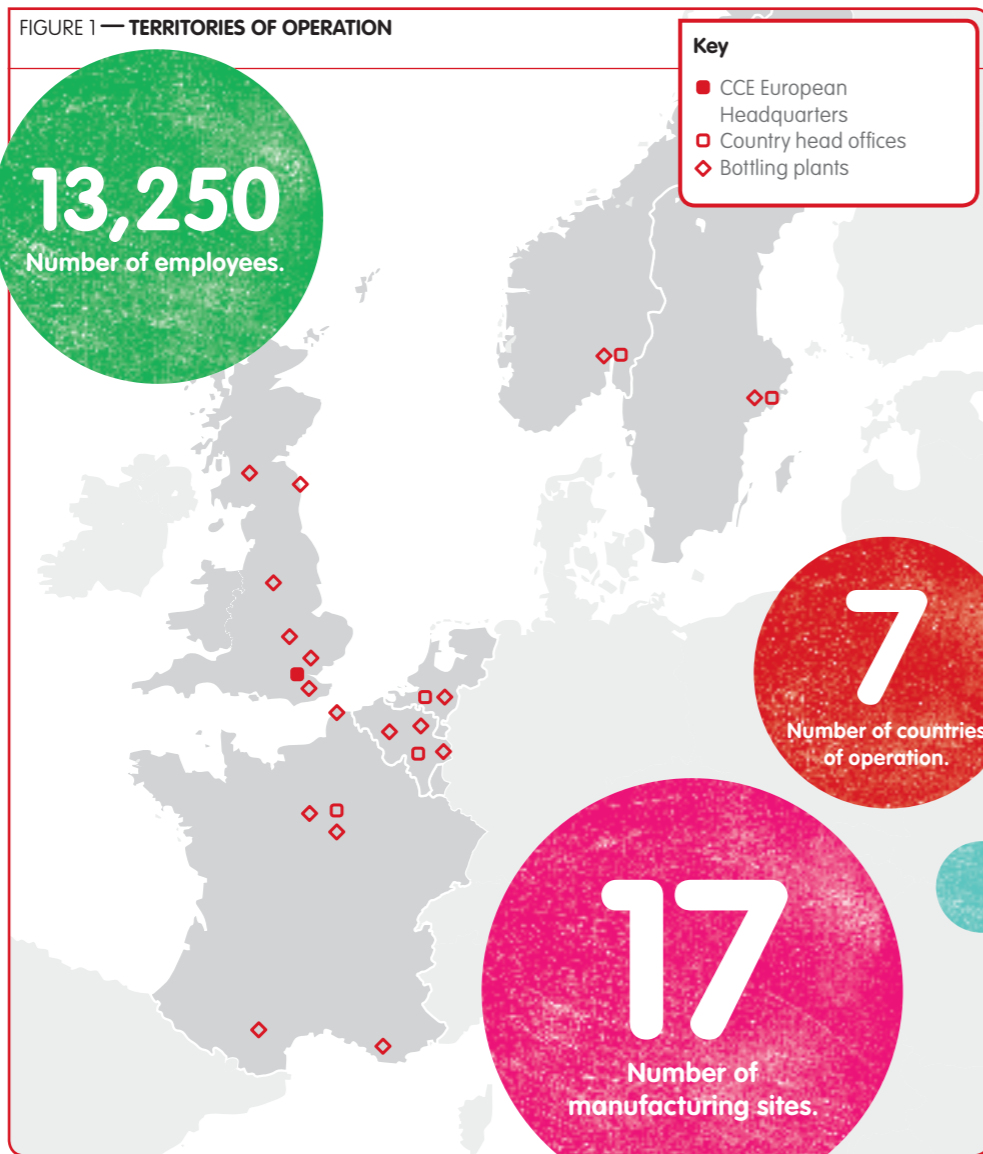 FIGURE 1 — TERRITORIES OF OPERATION
Key
CCE European
Headquarters
Country head offices
Bottling plants
13,250
Number of employees.
7
Number of countries
of operation.
17
Number of
manufacturing sites.